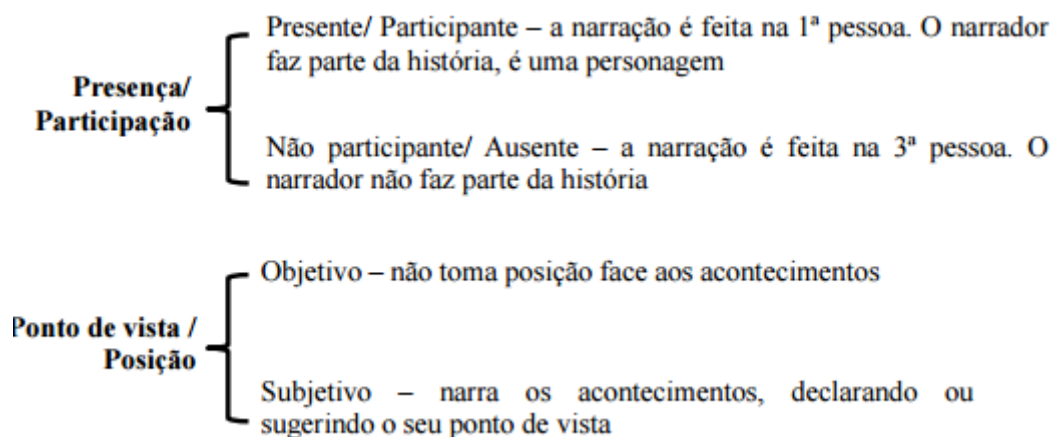 Presente/ Participante – a narração é feita na 1ª pessoa. O narrador
faz parte da história, é uma personagem
Presença/
Participação
Não participante/ Ausente – a narração é feita na 3ª pessoa. O
narrador não faz parte da história
Objetivo – não toma posição face aos acontecimentos
Ponto de vista /
Posição
Subjetivo – narra os acontecimentos, declarando ou
sugerindo o seu ponto de vista